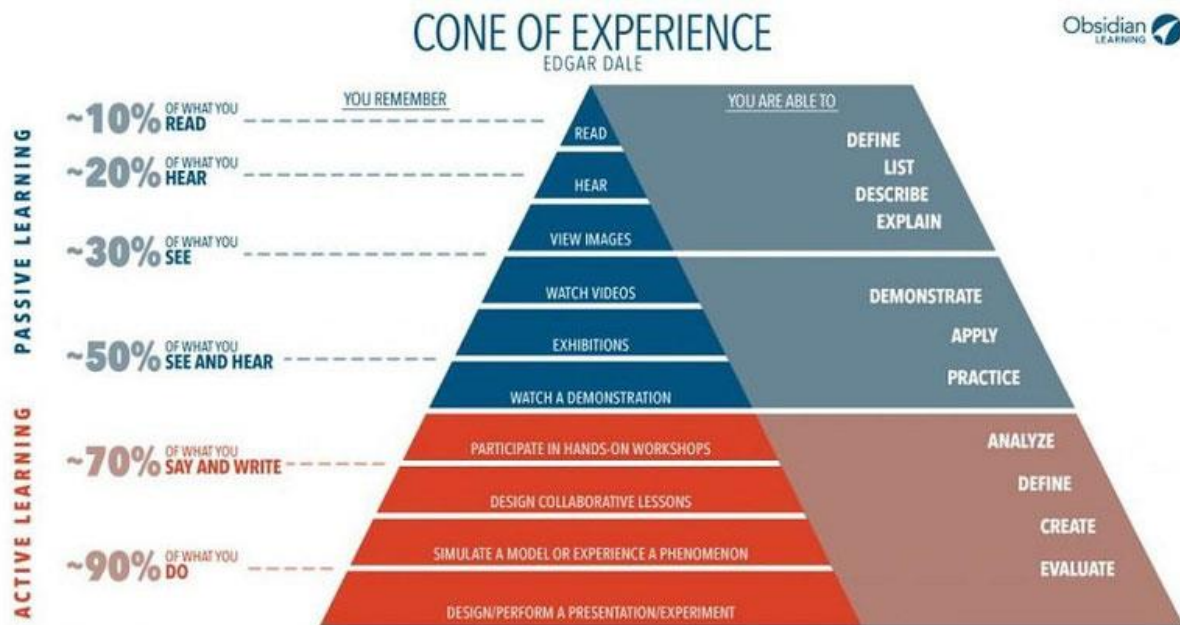 CONE OF EXPERIENCE
EDGAR DALE
Obsidian
LEARNING
PASSIVE LEARNING
ACTIVE LEARNING
YOU REMEMBER
~10% OF WHAT YOU
READ
~20% OF WHAT YOU
HEAR
~30% OF WHAT YOU
SEE
~50% OF WHAT YOU
SEE AND HEAR
~70% OF WHAT YOU
SAY AND WRITE
~90% OF WHAT YOU
DO
READ
HEAR
VIEW IMAGES
WATCH VIDEOS
EXHIBITIONS
WATCH A DEMONSTRATION
PARTICIPATE IN HANDS-ON WORKSHOPS
DESIGN COLLABORATIVE LESSONS
SIMULATE A MODEL OR EXPERIENCE A PHENOMENON
DESIGN/PERFORM A PRESENTATION/EXPERIMENT
YOU ARE ABLE TO
DEFINE
LIST
DESCRIBE
EXPLAIN
DEMONSTRATE
APPLY
PRACTICE
ANALYZE
DEFINE
CREATE
EVALUATE